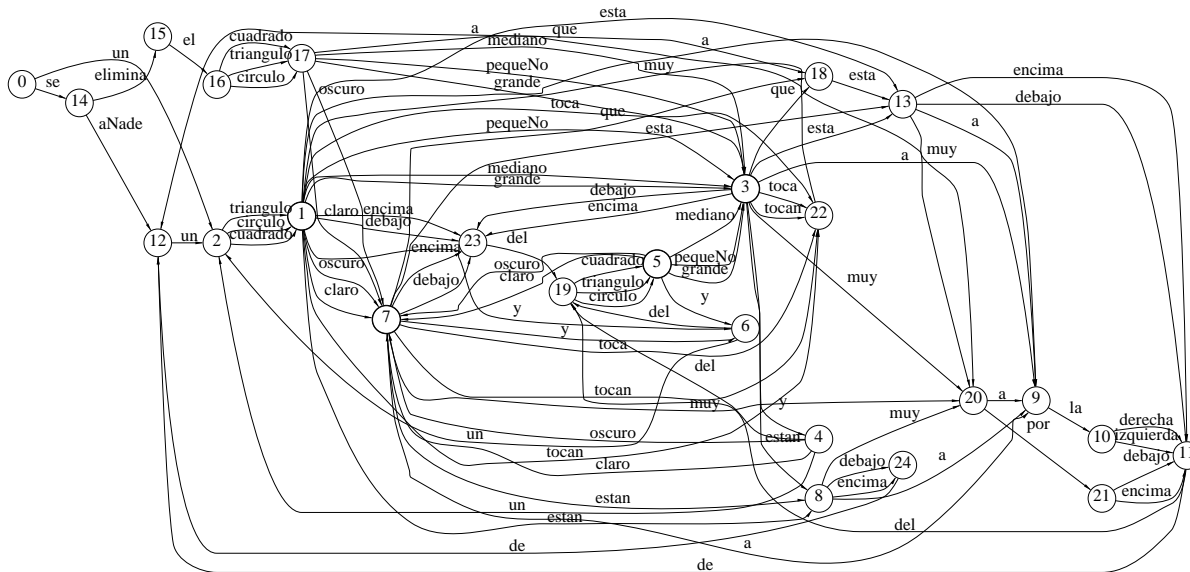 esta
un
15
el
cuadrado
17
a
que
a
mediano
triangulo
muy
0
se
elimina
16
circulo
pequeNo
18
encima
14
oscuro
grande
que
esta
13
debajo
aNade
toca
que
pequeNo
esta
esta
a
muy
mediano
a
grande
3
debajo
toca
triangulo
1
claro
encima
encima
mediano
tocan
22
circulo
debajo
12
un
2
cuadrado
23
del
encima
cuadrado
5
pequeNo
oscuro
oscuro
triangulo
grande
debajo
claro
muy
claro
19
circulo
y
7
y
del
6
y
toca
del
tocan
muy
20
a
9
la
derecha
muy
por
10
izquierda
un
oscuro
y
4
estan
debajo
11
tocan
claro
debajo
24
a
encima
8
21
encima
un
estan
estan
del
de
a
de